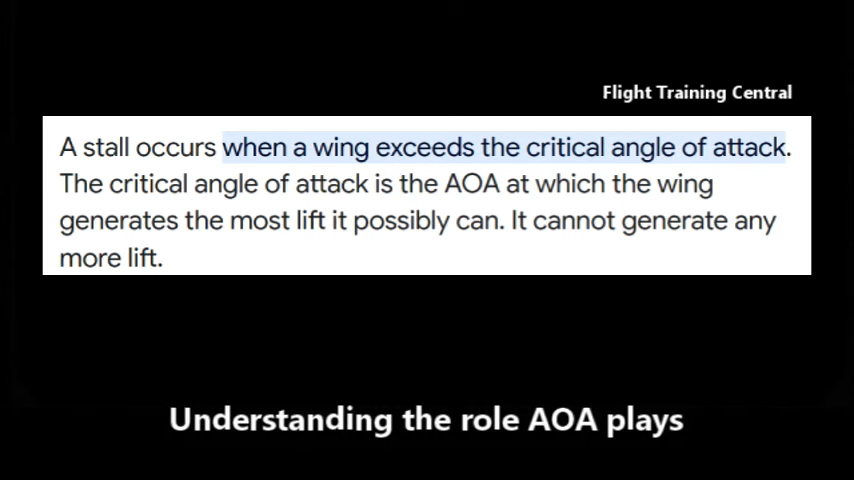 Flight Training Central
A stall occurs when a wing exceeds the critical angle of attack.
The critical angle of attack is the AOA at which the wing
generates the most lift it possibly can. It cannot generate any
more lift.
Understanding the role AOA plays